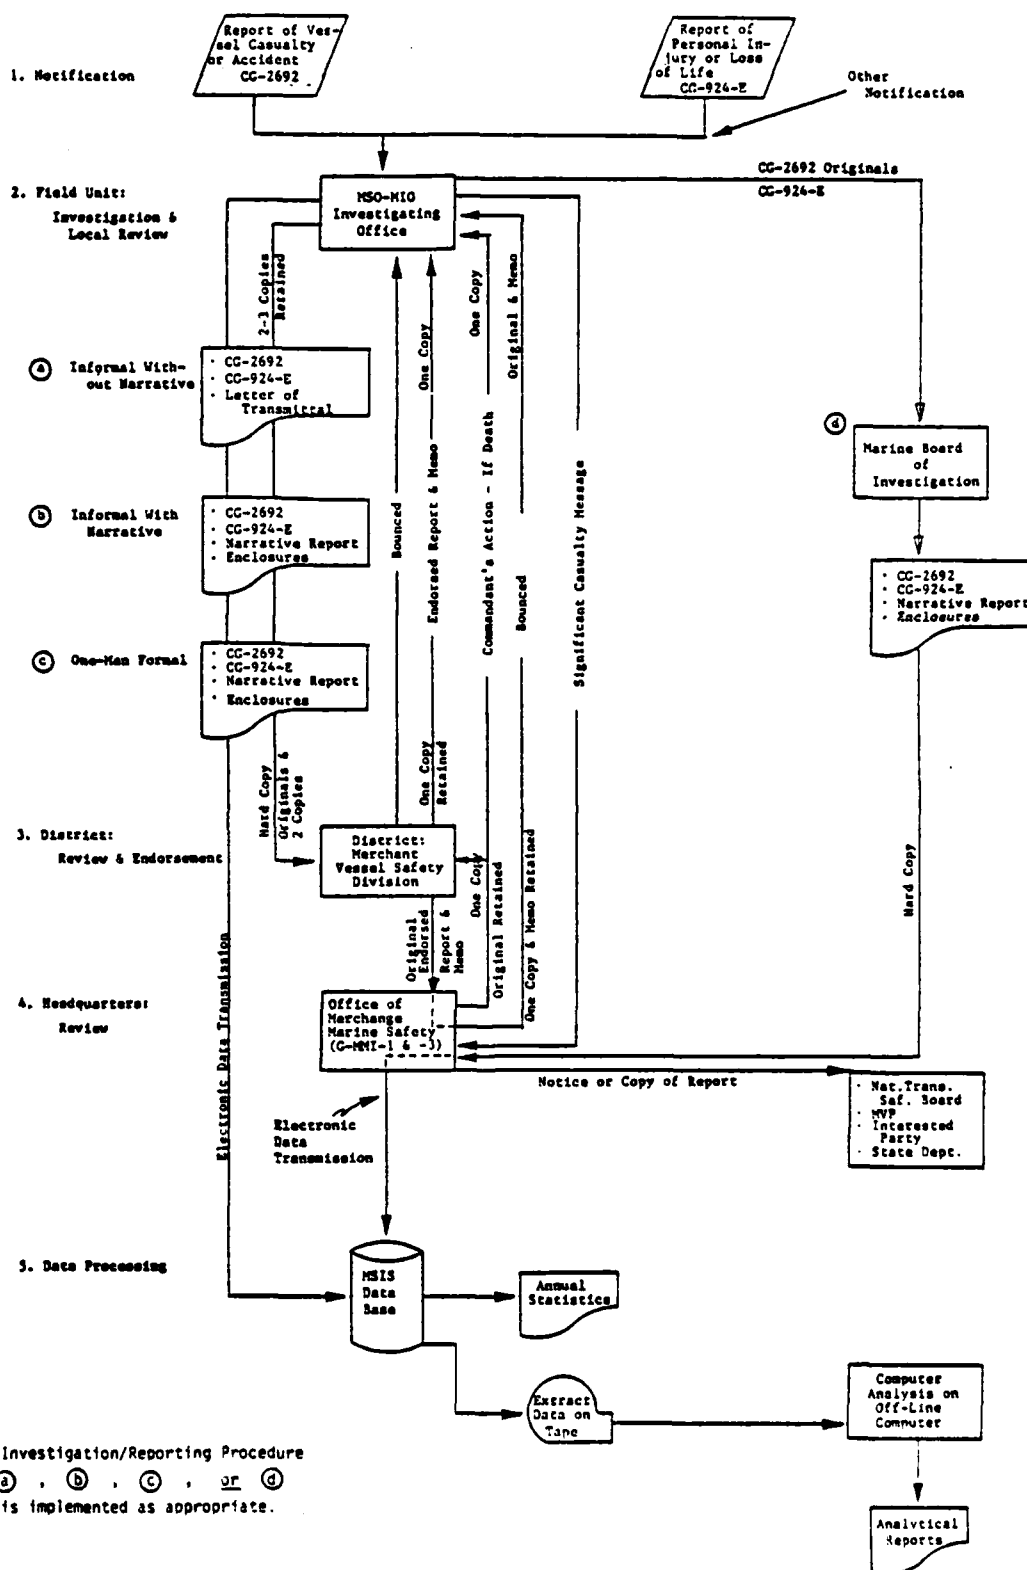 Report of Ves-
sel Casualty
or Accident
CG-2692
Report of
Personal In-
jury or Loss
of Life
CG-924-E
1. Notification
Other
Notification
CG-2692 Originals
CG-924-E
2. Field Unit:
Investigation &
Local Review
MSO-MIO
Investigating
Office
2-3 Copies
Retained
One Copy
One Copy
Original & Memo
ⓐ Informal With-
out Narrative
· CG-2692
· CG-924-E
· Letter of
Transmittal
ⓓ
Marine Board
of
Investigation
ⓑ Informal With
Narrative
· CG-2692
· CG-924-E
· Narrative Report
· Enclosures
Bounced
Endorsed Report & Memo
Commandant's Action - If Death
Bounced
Significant Casualty Message
· CG-2692
· CG-924-E
· Narrative Report
· Enclosures
ⓒ One-Man Formal
· CG-2692
· CG-924-E
· Narrative Report
· Enclosures
Hard Copy
Originals &
2 Copies
One Copy
Retained
3. District:
Review & Endorsement
District:
Merchant
Vessel Safety
Division
One Copy
Original Retained
One Copy & Memo Retained
Hard Copy
Original
Endorsed
Report &
Memo
4. Headquarters:
Review
Office of
Merchange
Marine Safety
(G-MMI-1 & -3)
Notice or Copy of Report
· Nat.Trans.
Saf. Board
· MVP
· Interested
Party
· State Dept.
Electronic Data Transmission
Electronic
Data
Transmission
5. Data Processing
MSIS
Data
Base
Annual
Statistics
Extract
Data on
Tape
Computer
Analysis on
Off-Line
Computer
Analytical
Reports
Investigation/Reporting Procedure
ⓐ , ⓑ , ⓒ , or ⓓ
is implemented as appropriate.